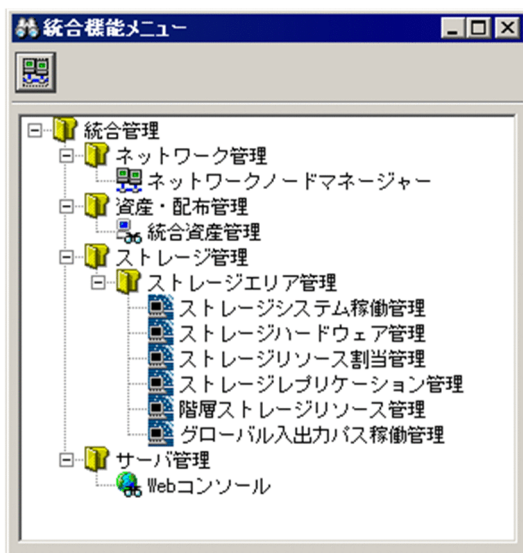 統合機能メニュー
統合管理
ネットワーク管理
ネットワークノードマネージャー
資産・配布管理
統合資産管理
ストレージ管理
ストレージエリア管理
ストレージシステム稼働管理
ストレージハードウェア管理
ストレージリソース割当管理
ストレージレプリケーション管理
階層ストレージリソース管理
グローバル入出力パス稼働管理
サーバ管理
Webコンソール